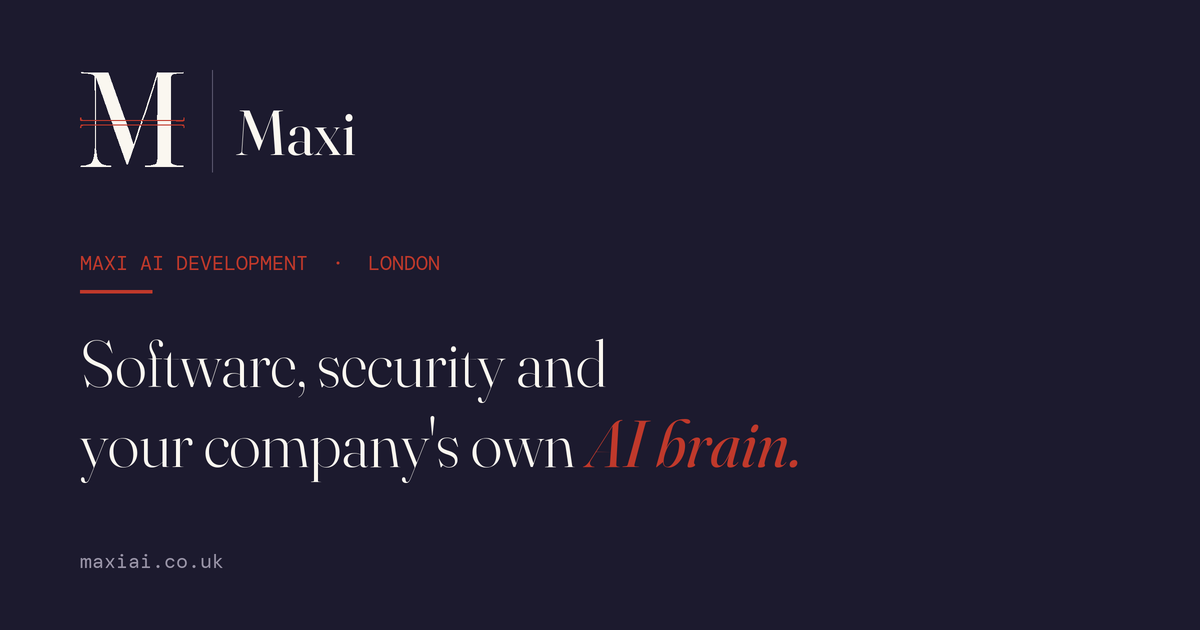 M
Maxi
MAXI AI DEVELOPMENT · LONDON
Software, security and
your company's own AI brain.
maxiai.co.uk